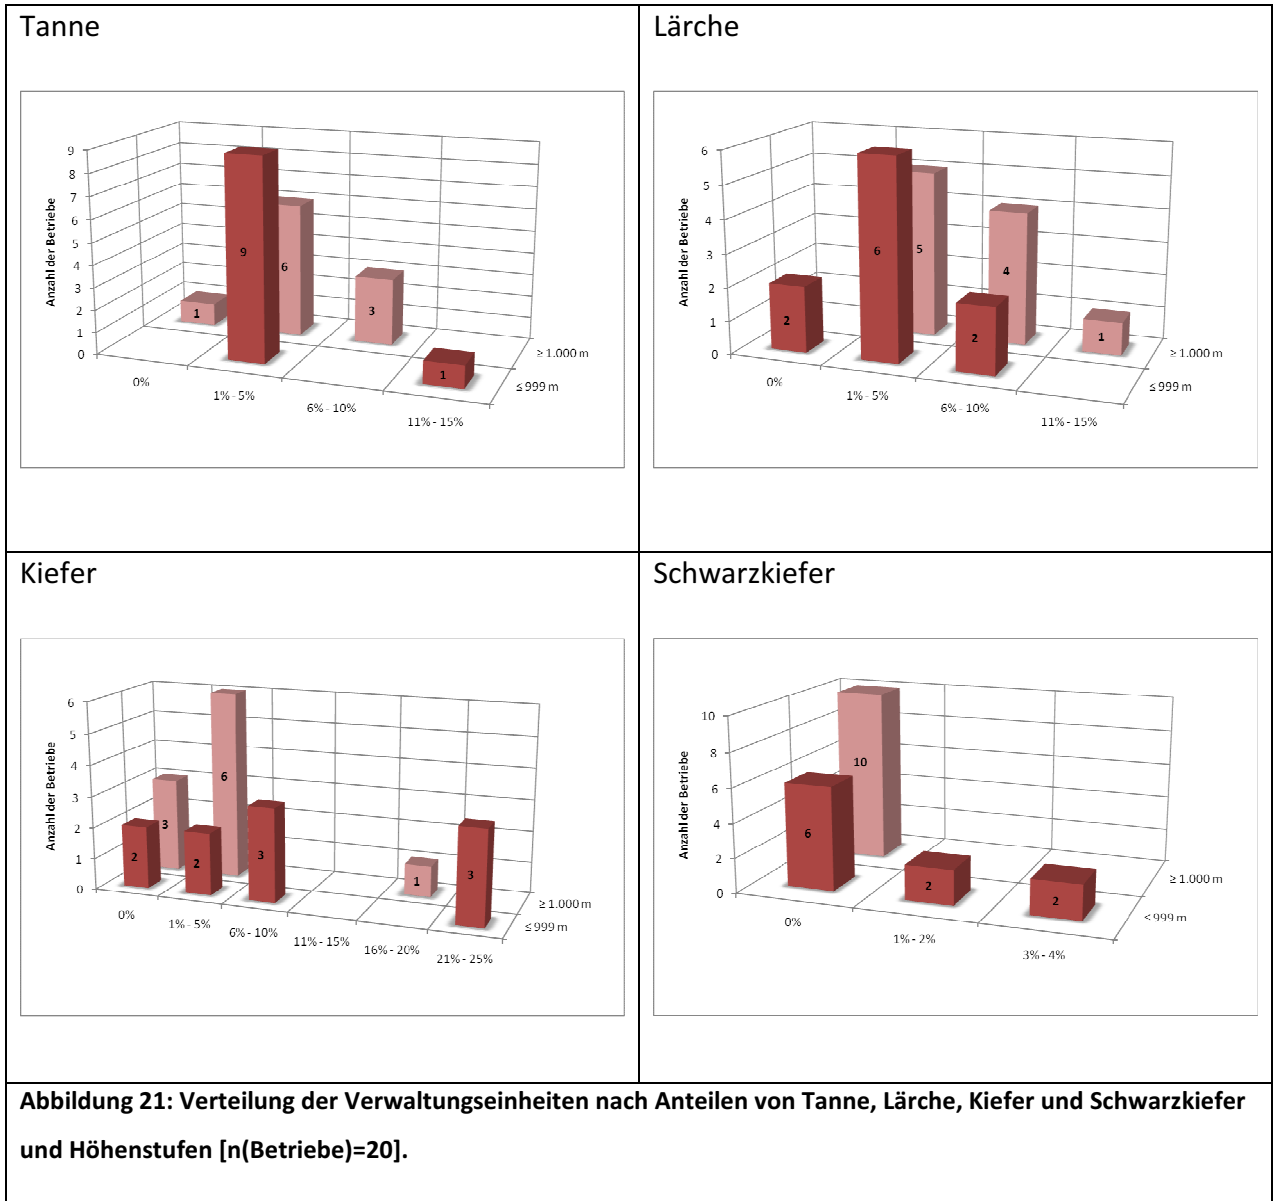 Tanne
Anzahl der Betriebe
9
8
7
6
5
4
3
2
1
0
1
9
6
3
1
0%
1% - 5%
6% - 10%
11% - 15%
≥ 1.000 m
≤ 999 m
Lärche
Anzahl der Betriebe
6
5
4
3
2
1
0
2
6
5
2
4
1
0%
1% - 5%
6% - 10%
11% - 15%
≥ 1.000 m
≤ 999 m
Kiefer
Anzahl der Betriebe
6
5
4
3
2
1
0
2
3
2
6
3
1
3
0%
1% - 5%
6% - 10%
11% - 15%
16% - 20%
21% - 25%
≥ 1.000 m
≤ 999 m
Schwarzkiefer
Anzahl der Betriebe
10
8
6
4
2
0
6
10
2
2
0%
1% - 2%
3% - 4%
≥ 1.000 m
≤ 999 m
Abbildung 21: Verteilung der Verwaltungseinheiten nach Anteilen von Tanne, Lärche, Kiefer und Schwarzkiefer
und Höhenstufen [n(Betriebe)=20].